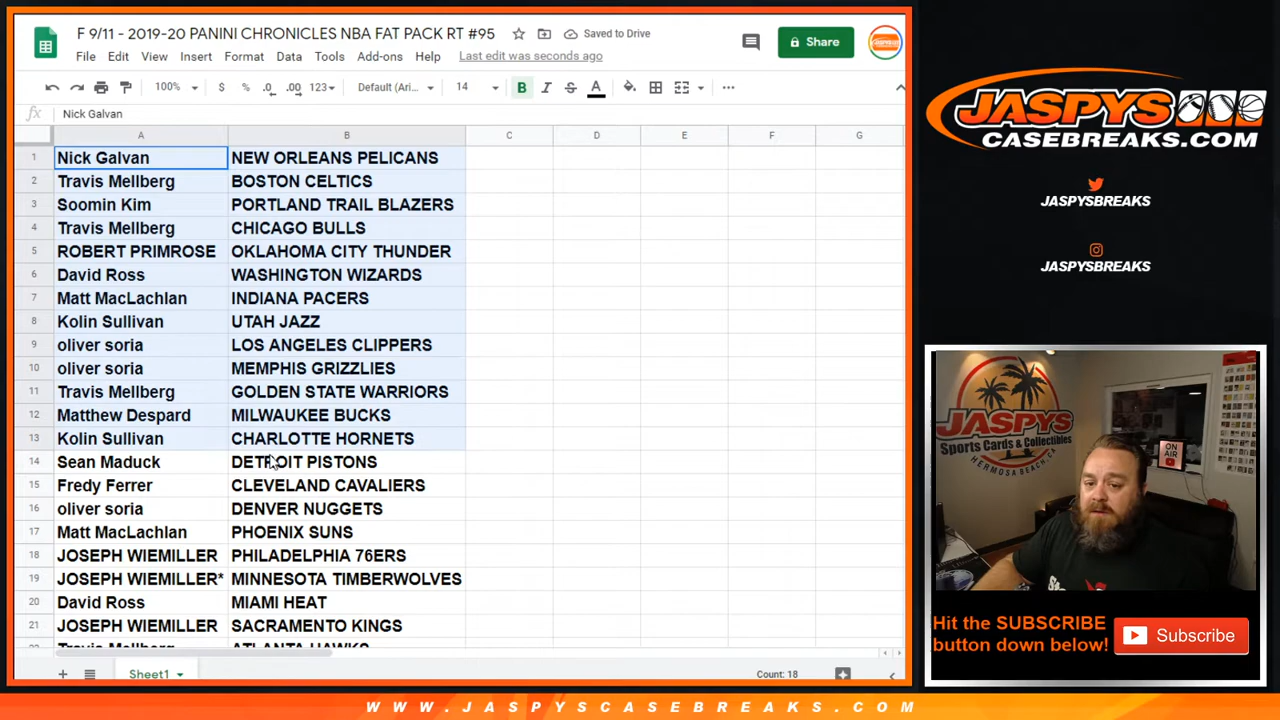 F 9/11 - 2019-20 PANINI CHRONICLES NBA FAT PACK RT #95
Saved to Drive
File Edit View Insert Format Data Tools Add-ons Help Last edit was seconds ago
Share
100% $ % .0 .00 123 Default (Ari... 14 B I S A
fx Nick Galvan
A B C D E F G
1 Nick Galvan NEW ORLEANS PELICANS
2 Travis Mellberg BOSTON CELTICS
3 Soomin Kim PORTLAND TRAIL BLAZERS
4 Travis Mellberg CHICAGO BULLS
5 ROBERT PRIMROSE OKLAHOMA CITY THUNDER
6 David Ross WASHINGTON WIZARDS
7 Matt MacLachlan INDIANA PACERS
8 Kolin Sullivan UTAH JAZZ
9 oliver soria LOS ANGELES CLIPPERS
10 oliver soria MEMPHIS GRIZZLIES
11 Travis Mellberg GOLDEN STATE WARRIORS
12 Matthew Despard MILWAUKEE BUCKS
13 Kolin Sullivan CHARLOTTE HORNETS
14 Sean Maduck DETROIT PISTONS
15 Fredy Ferrer CLEVELAND CAVALIERS
16 oliver soria DENVER NUGGETS
17 Matt MacLachlan PHOENIX SUNS
18 JOSEPH WIEMILLER PHILADELPHIA 76ERS
19 JOSEPH WIEMILLER* MINNESOTA TIMBERWOLVES
20 David Ross MIAMI HEAT
21 JOSEPH WIEMILLER SACRAMENTO KINGS
22 Travis Mellberg ATLANTA HAWKS
Sheet1
Count: 18
JASPYS
CASEBREAKS.COM
JASPYSBREAKS
JASPYSBREAKS
JASPYS
Sports Cards & Collectibles
HERMOSA BEACH, CA
ON AIR
Hit the SUBSCRIBE
button down below!
Subscribe
WWW.JASPYSCASEBREAKS.COM